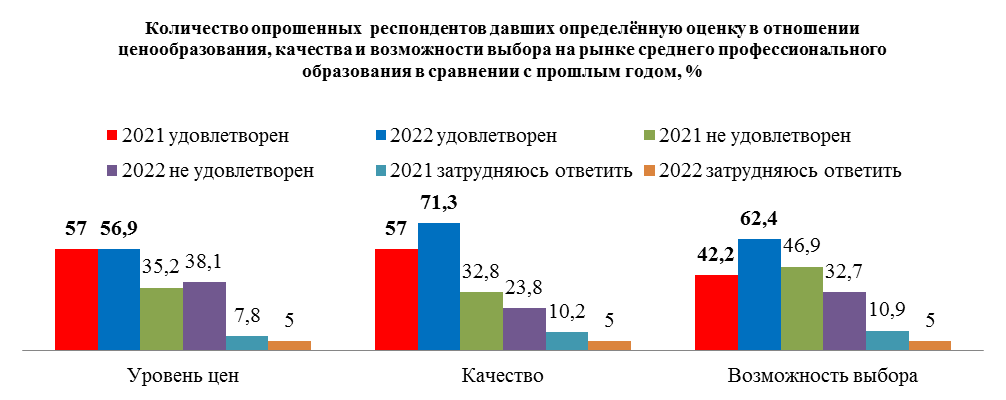 Количество опрошенных респондентов давших определённую оценку в отношении
ценообразования, качества и возможности выбора на рынке среднего профессионального
образования в сравнении с прошлым годом, %
2021 удовлетворен
2022 удовлетворен
2021 не удовлетворен
2022 не удовлетворен
2021 затрудняюсь ответить
2022 затрудняюсь ответить
57
56,9
35,2
38,1
7,8
5
57
71,3
32,8
23,8
10,2
5
42,2
62,4
46,9
32,7
10,9
5
Уровень цен
Качество
Возможность выбора